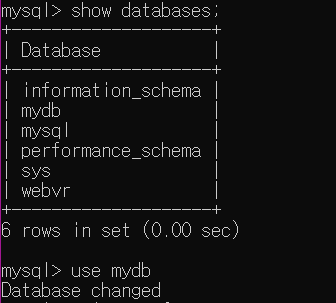 mysql> show databases;
+--------------------+
| Database           |
+--------------------+
| information_schema |
| mydb               |
| mysql              |
| performance_schema |
| sys                |
| webvr              |
+--------------------+
6 rows in set (0.00 sec)
mysql> use mydb
Database changed